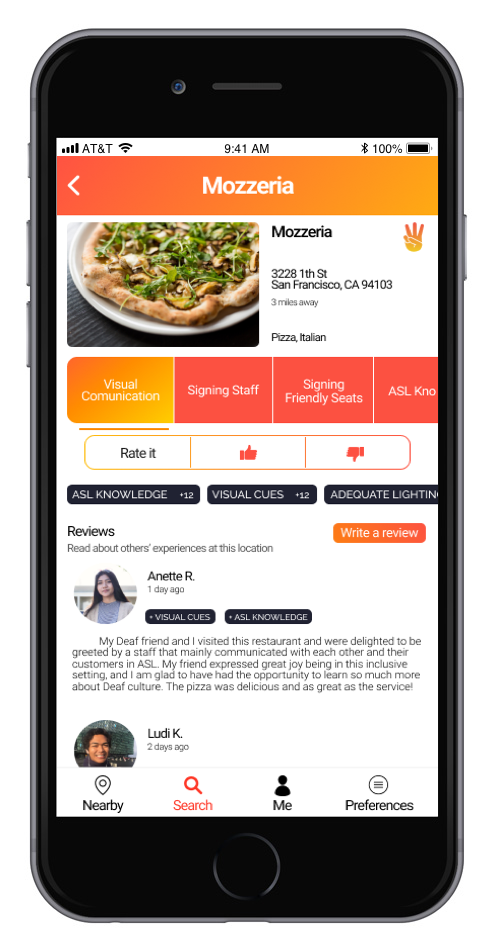 AT&T 9:41 AM 100%
Mozzeria
Mozzeria
3228 1th St
San Francisco, CA 94103
3 miles away
Pizza, Italian
Visual
Comunication
Signing Staff
Signing
Friendly Seats
ASL Kno
Rate it
ASL KNOWLEDGE +12 VISUAL CUES +12 ADEQUATE LIGHTIN
Reviews
Write a review
Read about others' experiences at this location
Anette R.
1 day ago
+ VISUAL CUES + ASL KNOWLEDGE
My Deaf friend and I visited this restaurant and were delighted to be
greeted by a staff that mainly communicated with each other and their
customers in ASL. My friend expressed great joy being in this inclusive
setting, and I am glad to have had the opportunity to learn so much more
about Deaf culture. The pizza was delicious and as great as the service!
Ludi K.
2 days ago
Nearby Search Me Preferences